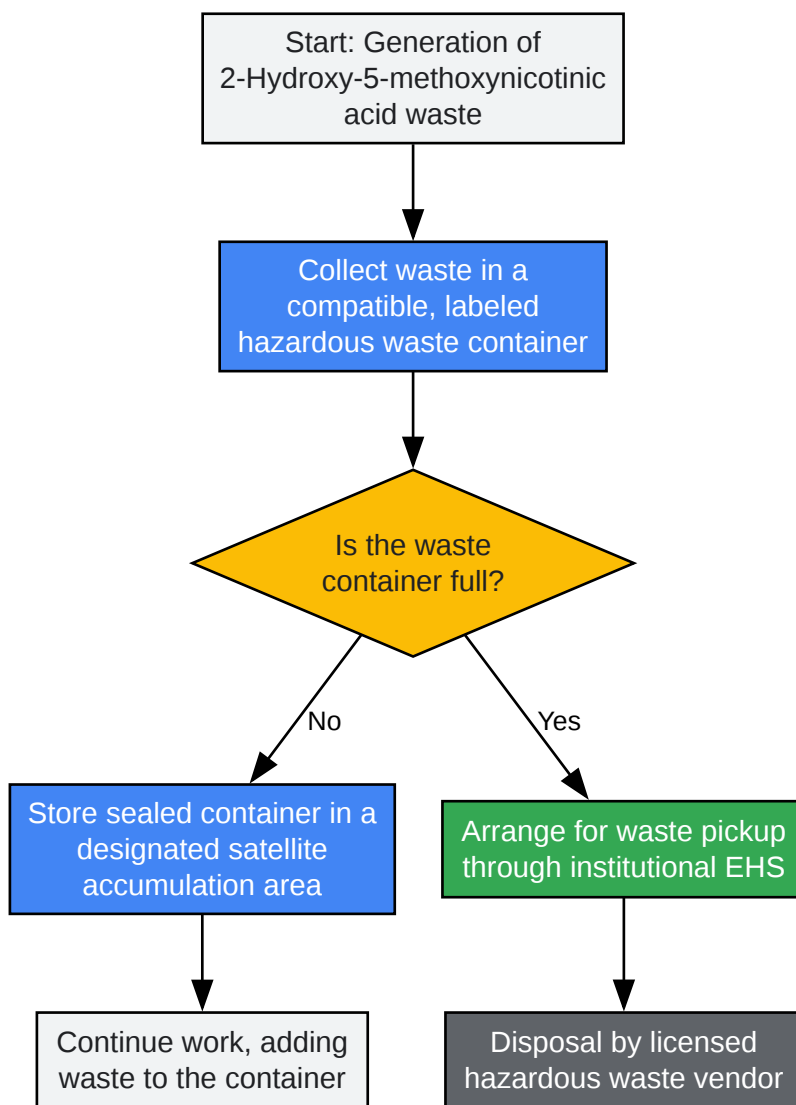 Start: Generation of
2-Hydroxy-5-methoxynicotinic
acid waste
Collect waste in a
compatible, labeled
hazardous waste container
Is the waste
container full?
No
Yes
Store sealed container in a
designated satellite
accumulation area
Arrange for waste pickup
through institutional EHS
Continue work, adding
waste to the container
Disposal by licensed
hazardous waste vendor